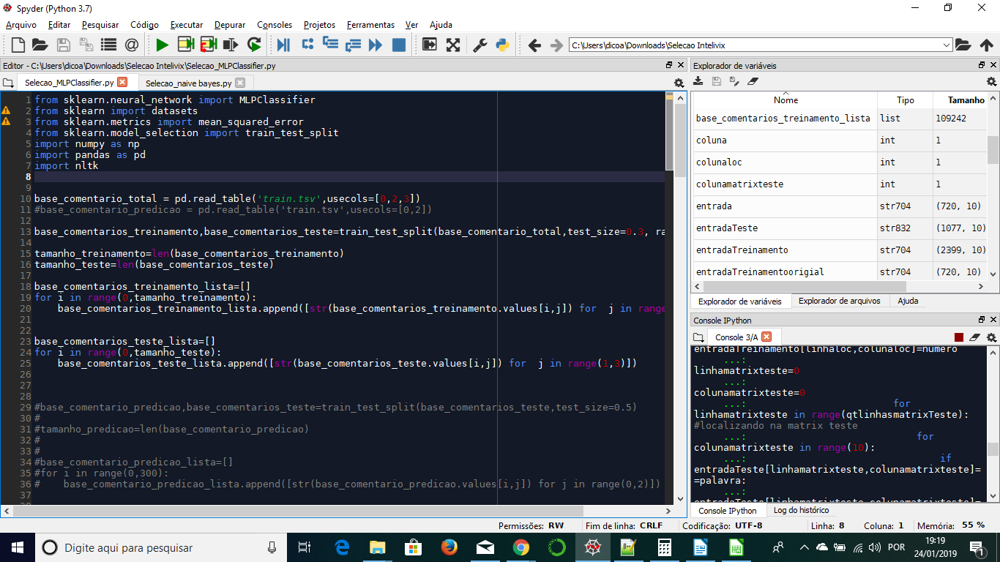 Spyder (Python 3.7)
Arquivo Editar Pesquisar Código Executar Depurar Consoles Projetos Ferramentas Ver Ajuda
C:\Users\dicoa\Downloads\Selecao Intelivix
Editor - C:\Users\dicoa\Downloads\Selecao Intelivix\Selecao_MLPClassifier.py
Selecao_MLPClassifier.py Selecao_naive bayes.py
1 from sklearn.neural_network import MLPClassifier
2 from sklearn import datasets
3 from sklearn.metrics import mean_squared_error
4 from sklearn.model_selection import train_test_split
5 import numpy as np
6 import pandas as pd
7 import nltk
8
9
10 base_comentario_total = pd.read_table('train.tsv',usecols=[0,2,3])
11 #base_comentario_predicao = pd.read_table('train.tsv',usecols=[0,2])
12
13 base_comentarios_treinamento,base_comentarios_teste=train_test_split(base_comentario_total,test_size=0.3, ra
14
15 tamanho_treinamento=len(base_comentarios_treinamento)
16 tamanho_teste=len(base_comentarios_teste)
17
18 base_comentarios_treinamento_lista=[]
19 for i in range(0,tamanho_treinamento):
20     base_comentarios_treinamento_lista.append([str(base_comentarios_treinamento.values[i,j]) for  j in range
21
22
23 base_comentarios_teste_lista=[]
24 for i in range(0,tamanho_teste):
25     base_comentarios_teste_lista.append([str(base_comentarios_teste.values[i,j]) for  j in range(1,3)])
26
27
28
29 #base_comentario_predicao,base_comentarios_teste=train_test_split(base_comentarios_teste,test_size=0.5)
30 #
31 #tamanho_predicao=len(base_comentario_predicao)
32 #
33 #
34 #base_comentario_predicao_lista=[]
35 #for i in range(0,300):
36 #    base_comentario_predicao_lista.append([str(base_comentario_predicao.values[i,j]) for j in range(0,2)])
37
38
Explorador de variáveis
Nome Tipo Tamanho
base_comentarios_treinamento_lista list 109242
coluna int 1
colunaloc int 1
colunamatrixteste int 1
entrada str704 (720, 10)
entradaTeste str832 (1077, 10)
entradaTreinamento str704 (2399, 10)
entradaTreinamentoorigial str704 (720, 10)
Explorador de variáveis Explorador de arquivos Ajuda
Console IPython
Console 3/A
entradaTreinamento[linhaloc,colunaloc]=numero
...:
linhamatrixteste=0
...:
colunamatrixteste=0
...: for
linhamatrixteste in range(qtlinhasmatrixTeste):
#localizando na matrix teste
...: for
colunamatrixteste in range(10):
...: if
entradaTeste[linhamatrixteste,colunamatrixteste]=
=palavra:
...:
entradaTeste[linhamatrixteste,colunamatrixteste]=
Console IPython Log do histórico
Permissões: RW Fim de linha: CRLF Codificação: UTF-8 Linha: 8 Coluna: 1 Memória: 55 %
Digite aqui para pesquisar
POR
19:19
24/01/2019
1